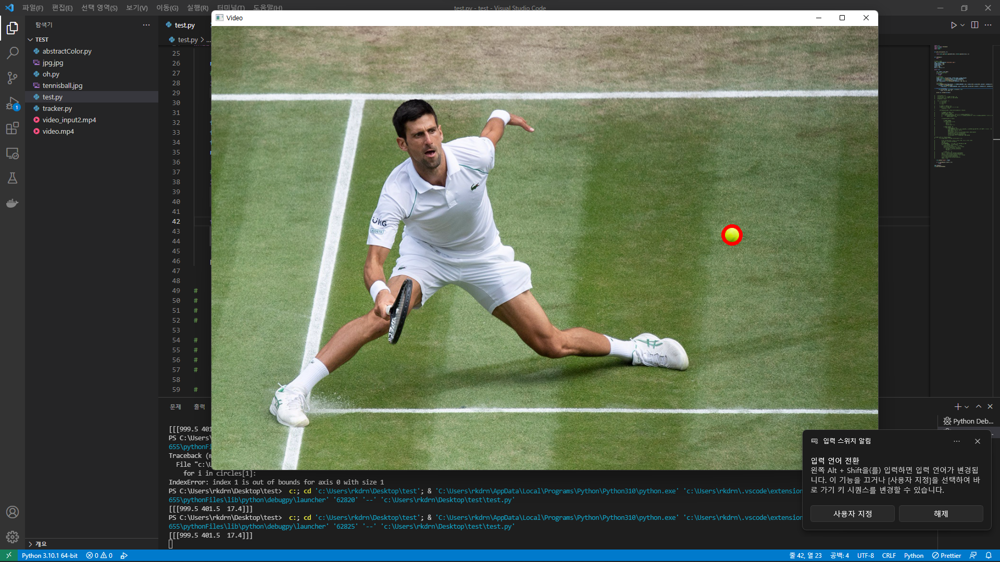 파일(F) 편집(E) 선택 영역(S) 보기(V) 이동(G) 실행(R) 터미널(T) 도움말(H)
test.py - test - Visual Studio Code
탐색기
TEST
abstractColor.py
jpg.jpg
oh.py
tennisball.jpg
test.py
tracker.py
video_input2.mp4
video.mp4
개요
1
test.py
test.py > ...
Video
25
26
27
28
29
30
31
32
33
34
35
36
37
38
39
40
41
42
43
44
45
46
47
48
49 #
50 #
51 #
52 #
53
54 #
55 #
56 #
57 #
58
59 #
UKG
LACOSTE
문제 출력
[[[999.5 401
PS C:\Users\
655\pythonFi
Traceback (m
File "c:\U
for i in circles[1]:
IndexError: index 1 is out of bounds for axis 0 with size 1
PS C:\Users\rkdrn\Desktop\test> c:; cd 'c:\Users\rkdrn\Desktop\test'; & 'C:\Users\rkdrn\AppData\Local\Programs\Python\Python310\python.exe' 'c:\Users\rkdrn\.vscode\extension
655\pythonFiles\lib\python\debugpy\launcher' '62820' '--' 'c:\Users\rkdrn\Desktop\test\test.py'
[[[999.5 401.5 17.4]]]
PS C:\Users\rkdrn\Desktop\test> c:; cd 'c:\Users\rkdrn\Desktop\test'; & 'C:\Users\rkdrn\AppData\Local\Programs\Python\Python310\python.exe' 'c:\Users\rkdrn\.vscode\extension
655\pythonFiles\lib\python\debugpy\launcher' '62825' '--' 'c:\Users\rkdrn\Desktop\test\test.py'
[[[999.5 401.5 17.4]]]
Python Deb...
입력 스위치 알림
입력 언어 전환
왼쪽 Alt + Shift을(를) 입력하면 입력 언어가 변경됩
니다. 이 기능을 끄거나 [사용자 지정]을 선택하여 바
로 가기 키 시퀀스를 변경할 수 있습니다.
사용자 지정 해제
Python 3.10.1 64-bit 0 0
줄 42, 열 23 공백: 4 UTF-8 CRLF Python Prettier